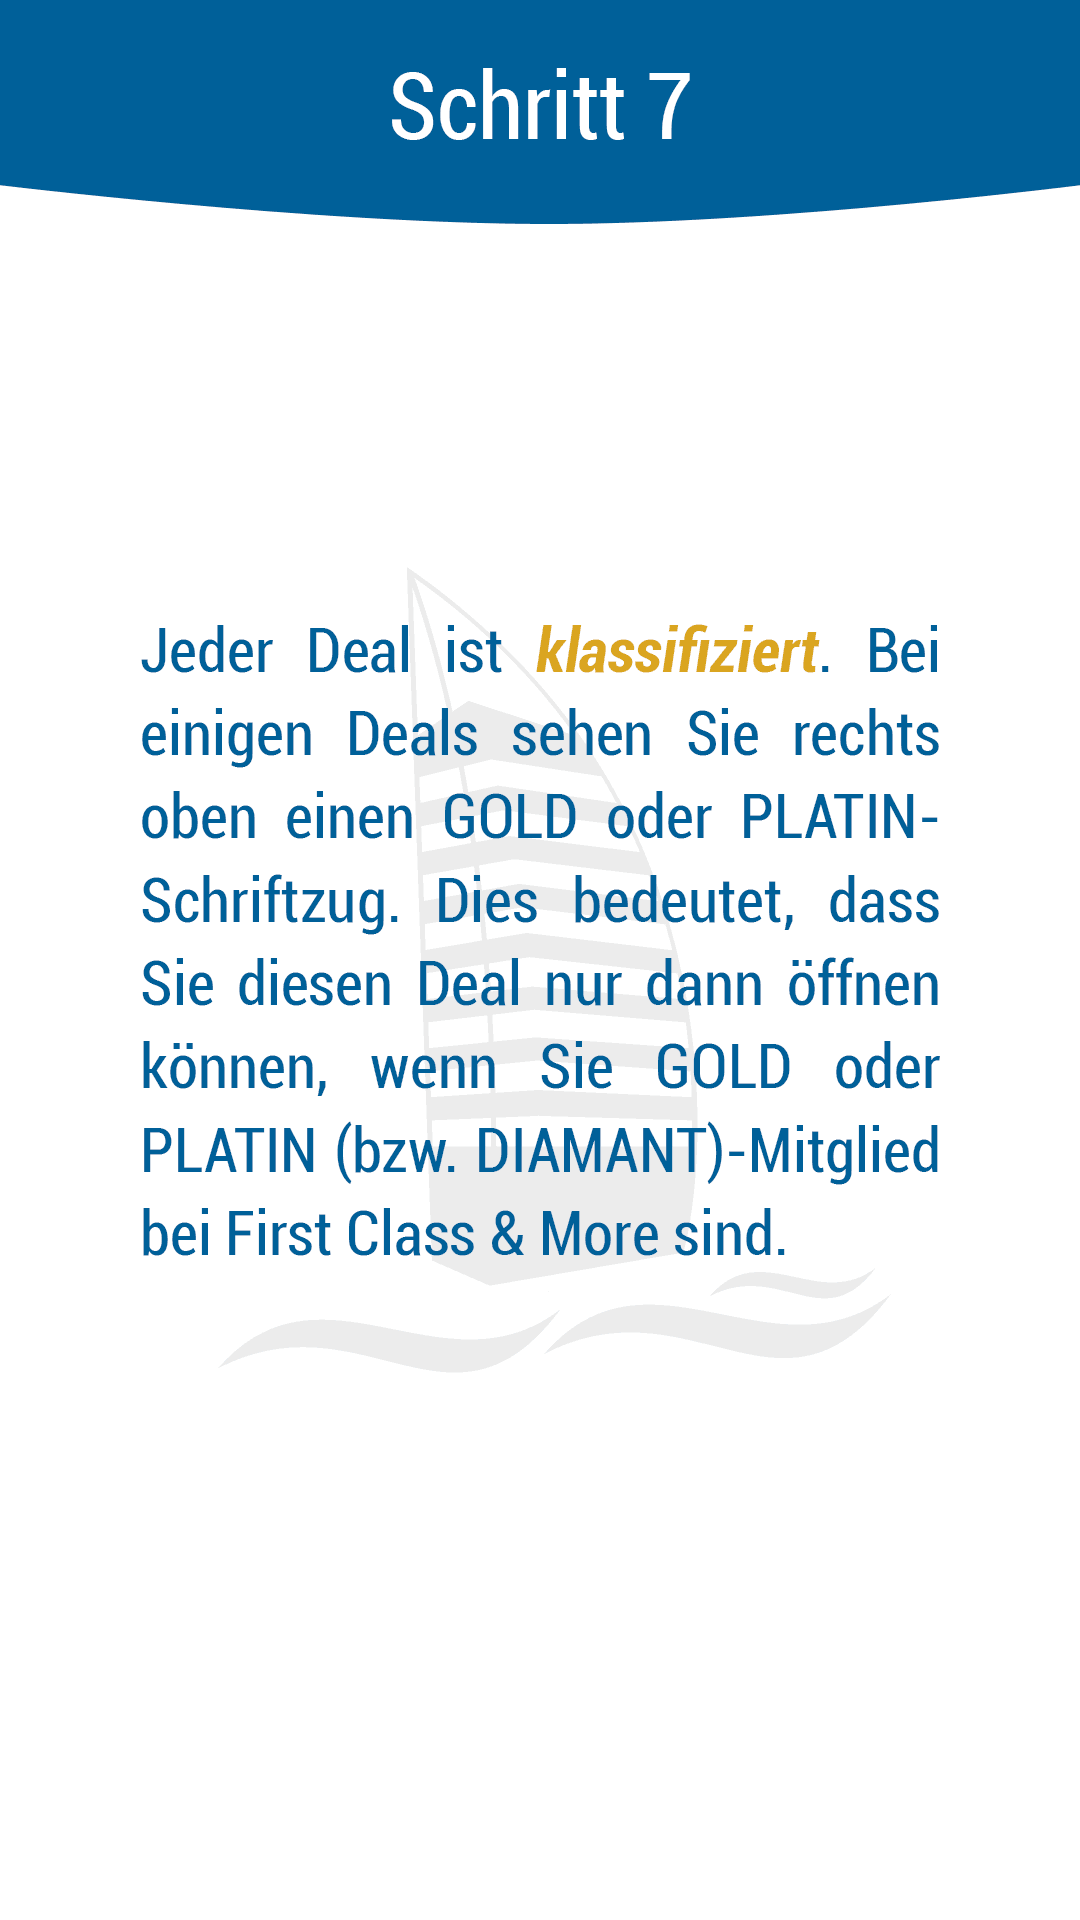 Schritt 7
Jeder Deal ist klassifiziert. Bei
einigen Deals sehen Sie rechts
oben einen GOLD oder PLATIN-
Schriftzug. Dies bedeutet, dass
Sie diesen Deal nur dann öffnen
können, wenn Sie GOLD oder
PLATIN (bzw. DIAMANT)-Mitglied
bei First Class & More sind.